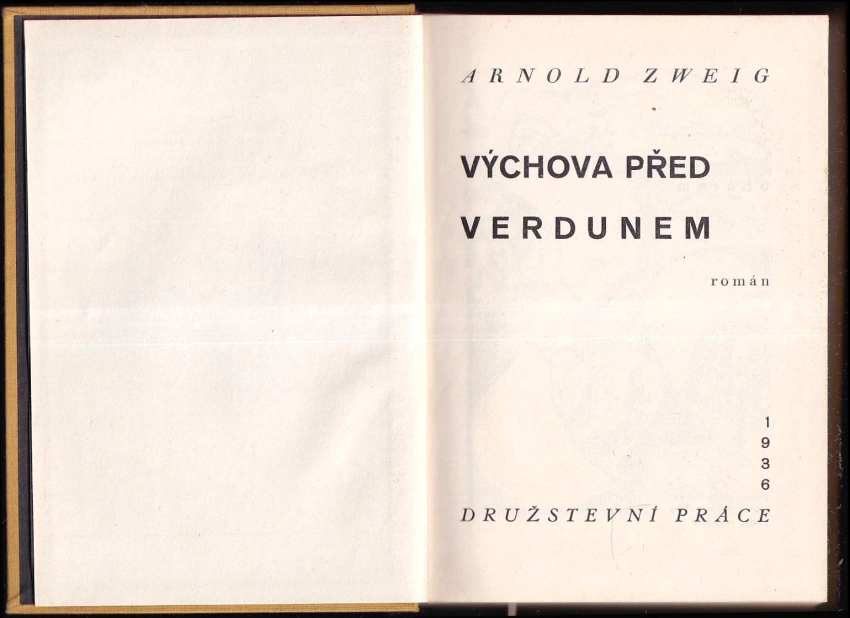 ARNOLD ZWEIG
VÝCHOVA PŘED
VERDUNEM
román
1
9
3
6
DRUŽSTEVNÍ PRÁCE